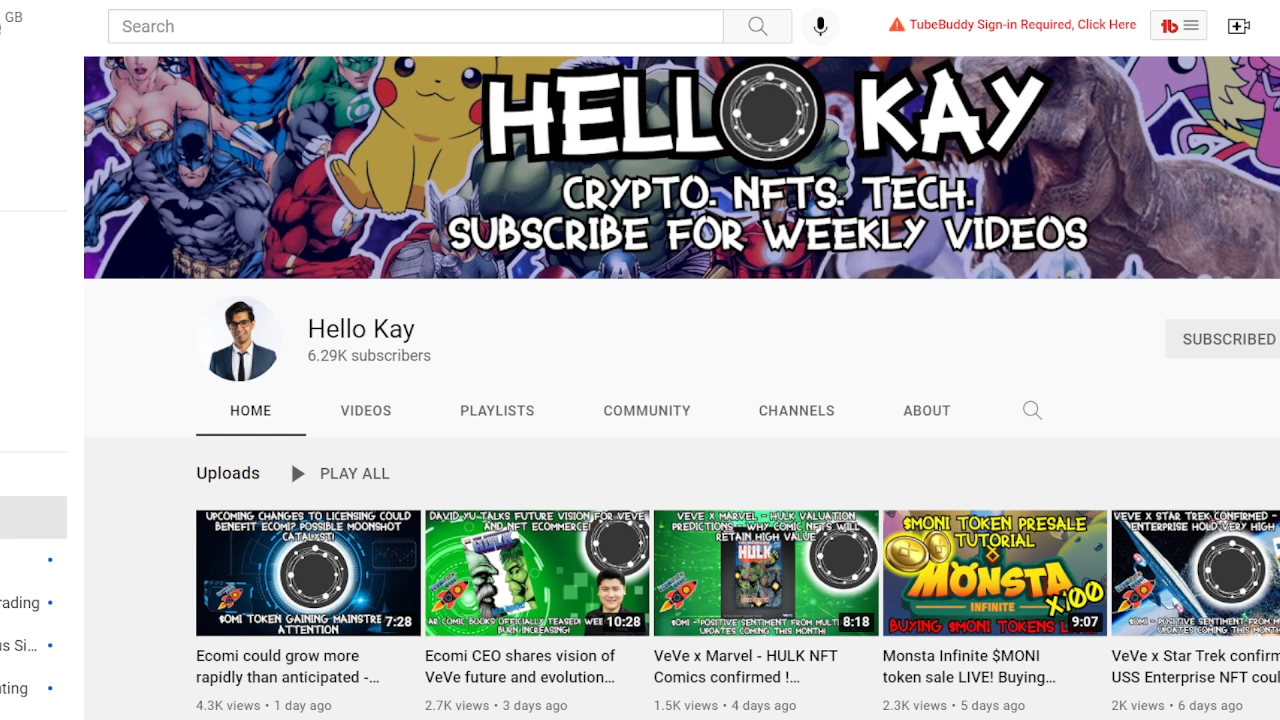 GB
Search
TubeBuddy Sign-in Required, Click Here
tb
HELLO KAY
CRYPTO. NFTS. TECH.
SUBSCRIBE FOR WEEKLY VIDEOS
Hello Kay
6.29K subscribers
SUBSCRIBED
HOME VIDEOS PLAYLISTS COMMUNITY CHANNELS ABOUT
Uploads PLAY ALL
UPCOMING CHANGES TO LICENSING COULD
BENEFIT ECOMI? POSSIBLE MOONSHOT
CATALYST!
$OMI TOKEN GAINING MAINSTRE
ATTENTION
7:28
DAVID YU TALKS FUTURE VISION FOR VEVE
AND NFT ECOMMERCE
HULK
AR COMIC BOOKS OFFICIALLY TEASED! WEE
BURN INCREASING!
10:28
VEVE X MARVEL - HULK VALUATION
PREDICTIONS - WHY COMIC NFTS WILL
RETAIN HIGH VALUE
HULK
$OMI - POSITIVE SENTIMENT FROM MULTI
UPDATES COMING THIS MONTH!
8:18
$MONI TOKEN PRESALE
TUTORIAL
MONSTA
INFINITE
X100
BUYING $MONI TOKENS L
9:07
VEVE X STAR TREK CONFIRMED -
ENTERPRISE HOLD VERY HIGH
$OMI - POSITIVE SENTIMENT FROM MUL
UPDATES COMING THIS MONTH
Ecomi could grow more
rapidly than anticipated -...
4.3K views • 1 day ago
Ecomi CEO shares vision of
VeVe future and evolution...
2.7K views • 3 days ago
VeVe x Marvel - HULK NFT
Comics confirmed !...
1.5K views • 4 days ago
Monsta Infinite $MONI
token sale LIVE! Buying...
2.3K views • 5 days ago
VeVe x Star Trek confirm
USS Enterprise NFT coul
2K views • 6 days ago
rading
us Si...
nting